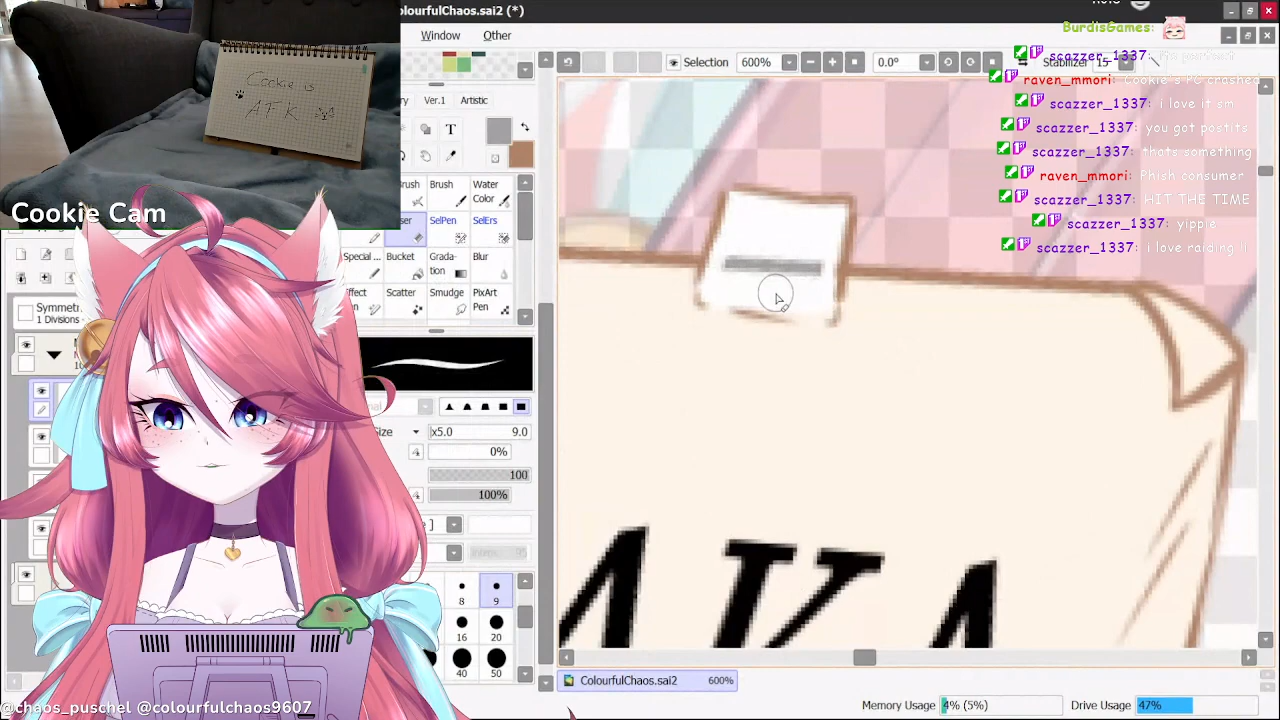 ColourfulChaos.sai2 (*)
Window Other
BurdisGames:
Selection 600% 0.0° Stabilizer 15
scazzer_1337:
raven_mmori: Cookie's PC crashed
scazzer_1337: i love it sm
scazzer_1337: you got postits
scazzer_1337: thats something
raven_mmori: Phish consumer
scazzer_1337: HIT THE TIME
scazzer_1337: yippie
scazzer_1337: i love raiding
Cookie is
AFK
Cookie Cam
Ver.1 Artistic
T
Brush Water Color
SelPen SelErs
Special ... Bucket Grada-tion Blur
Scatter Smudge PixArt Pen
Symmetr
1 Divisions
Size x5.0 9.0
0%
100
100%
8 9
16 20
40 50
AKA
ColourfulChaos.sai2 600%
Memory Usage 4% (5%) Drive Usage 47%
@chaos_puschel @colourfulchaos9607